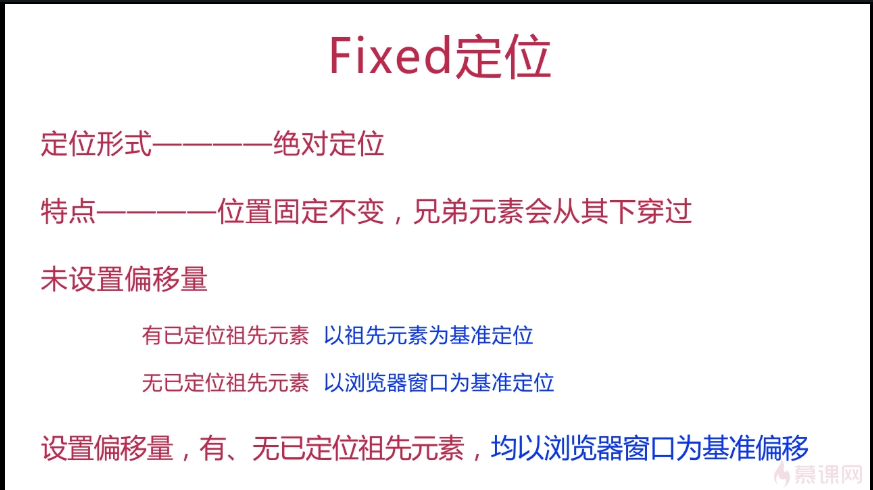 Fixed定位
定位形式————绝对定位
特点————位置固定不变，兄弟元素会从其下穿过
未设置偏移量
有已定位祖先元素 以祖先元素为基准定位
无已定位祖先元素 以浏览器窗口为基准定位
设置偏移量，有、无已定位祖先元素，均以浏览器窗口为基准偏移
慕课网